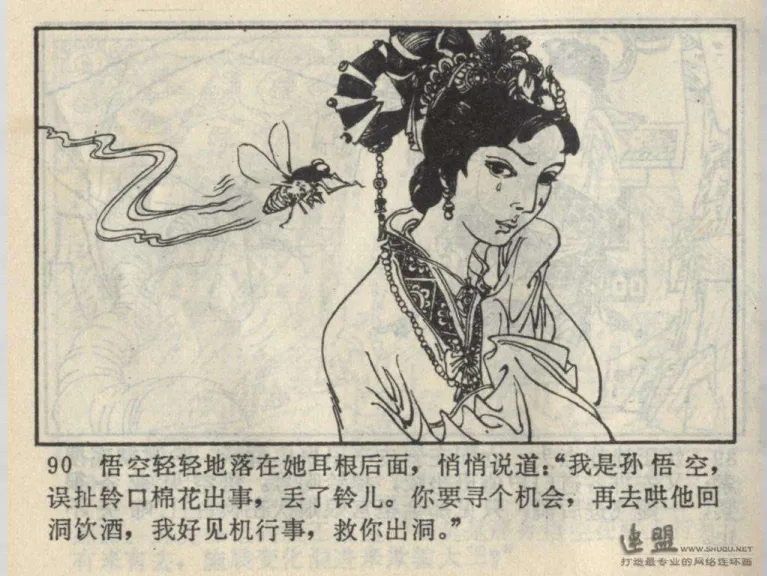 90 悟空轻轻地落在她耳根后面，悄悄说道：“我是孙悟空，
误扯铃口棉花出事，丢了铃儿。你要寻个机会，再去哄他回
洞饮酒，我好见机行事，救你出洞。”
连盟 WWW.SHUGU.NET
打造最专业的网络连环画